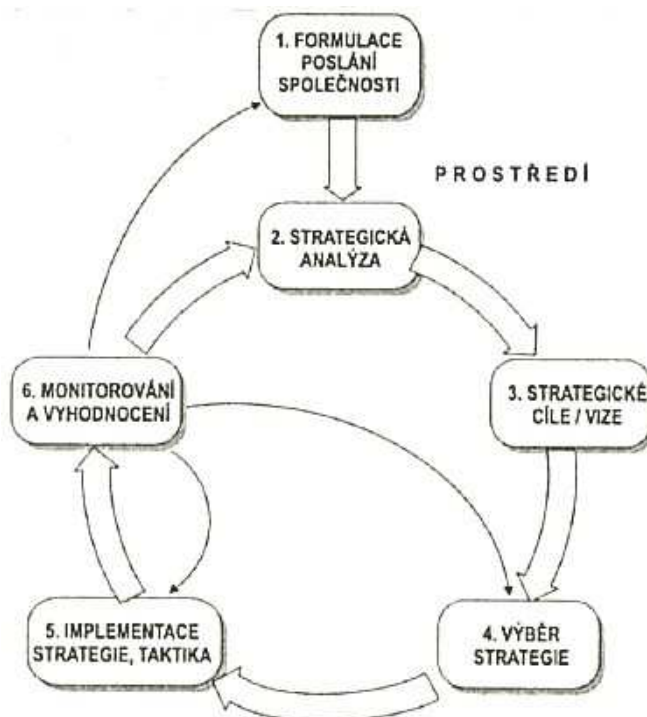 1. FORMULACE
POSLÁNÍ
SPOLEČNOSTI
PROSTŘEDÍ
2. STRATEGICKÁ
ANALÝZA
3. STRATEGICKÉ
CÍLE / VIZE
4. VÝBĚR
STRATEGIE
5. IMPLEMENTACE
STRATEGIE, TAKTIKA
6. MONITOROVÁNÍ
A VYHODNOCENÍ